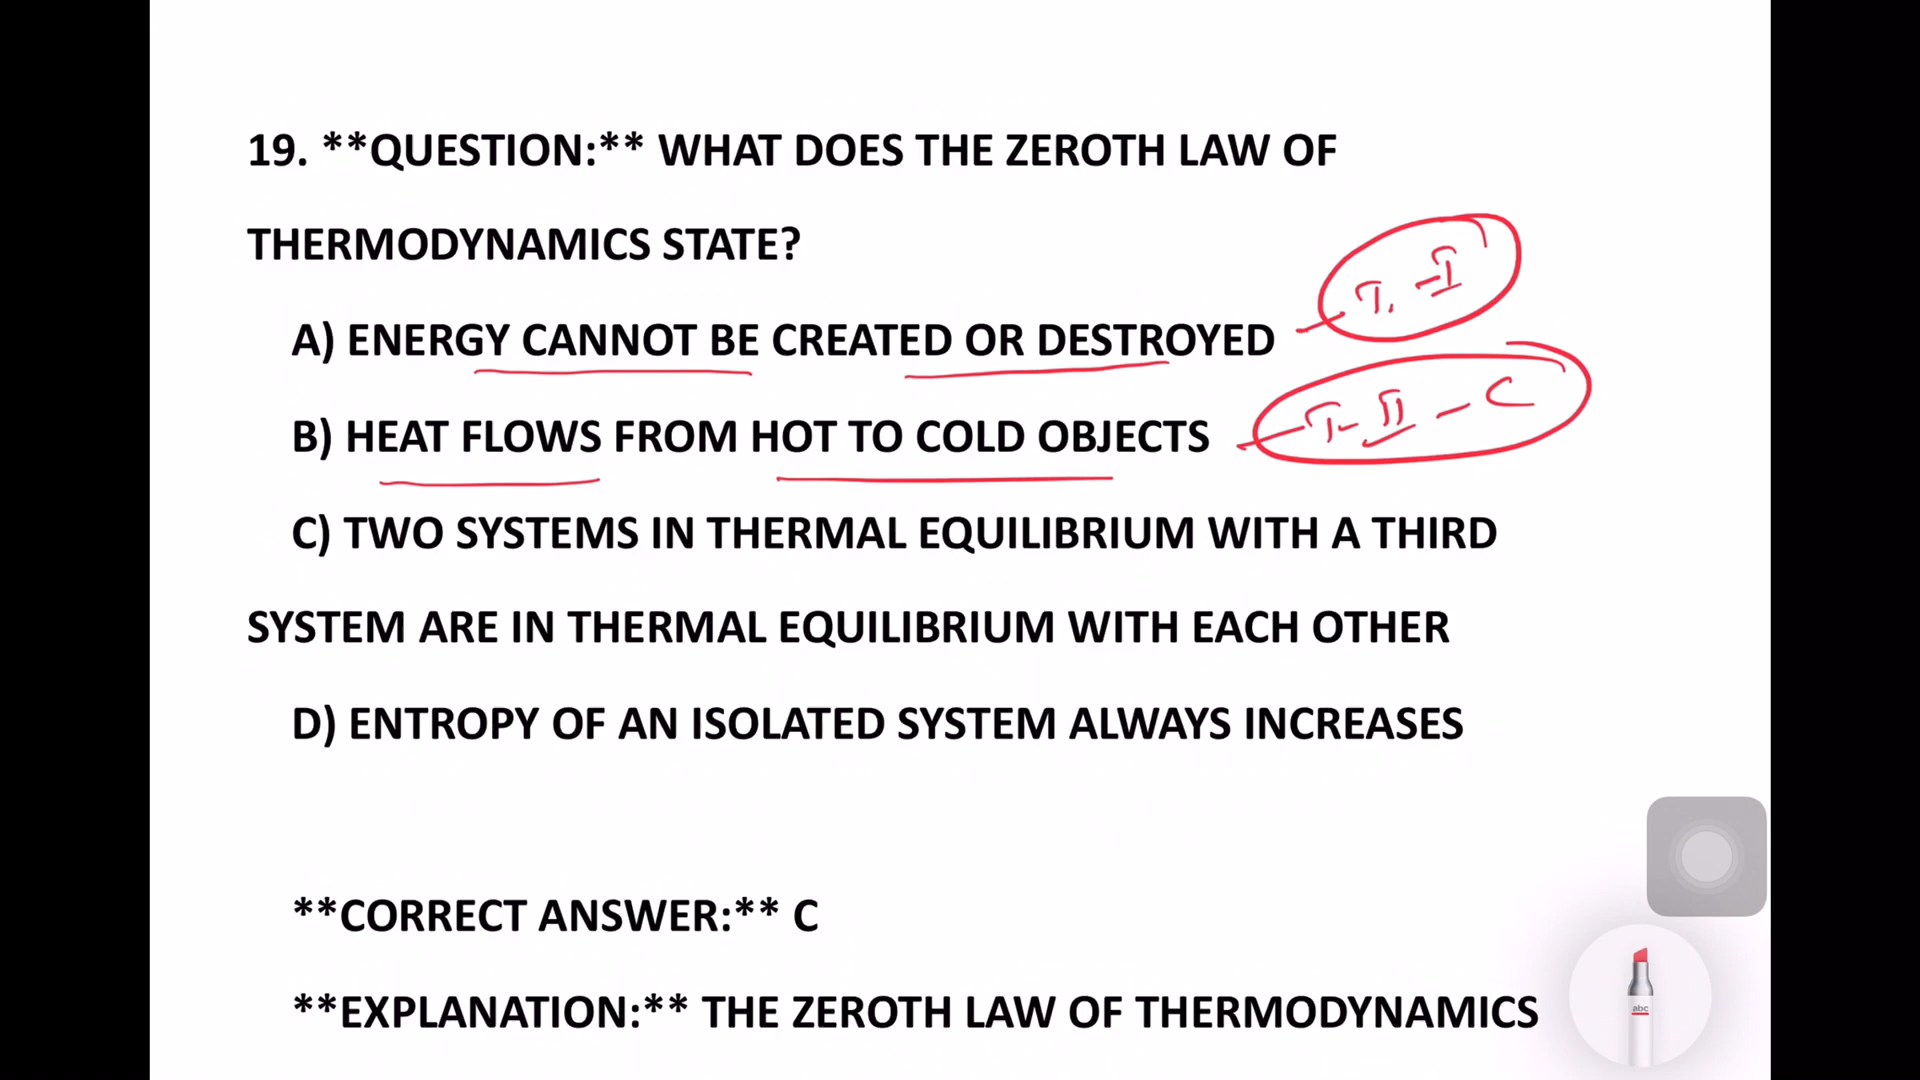 19. **QUESTION:** WHAT DOES THE ZEROTH LAW OF
THERMODYNAMICS STATE?
T. - I
A) ENERGY CANNOT BE CREATED OR DESTROYED
T - II - C
B) HEAT FLOWS FROM HOT TO COLD OBJECTS
C) TWO SYSTEMS IN THERMAL EQUILIBRIUM WITH A THIRD
SYSTEM ARE IN THERMAL EQUILIBRIUM WITH EACH OTHER
D) ENTROPY OF AN ISOLATED SYSTEM ALWAYS INCREASES
**CORRECT ANSWER:** C
**EXPLANATION:** THE ZEROTH LAW OF THERMODYNAMICS
abc